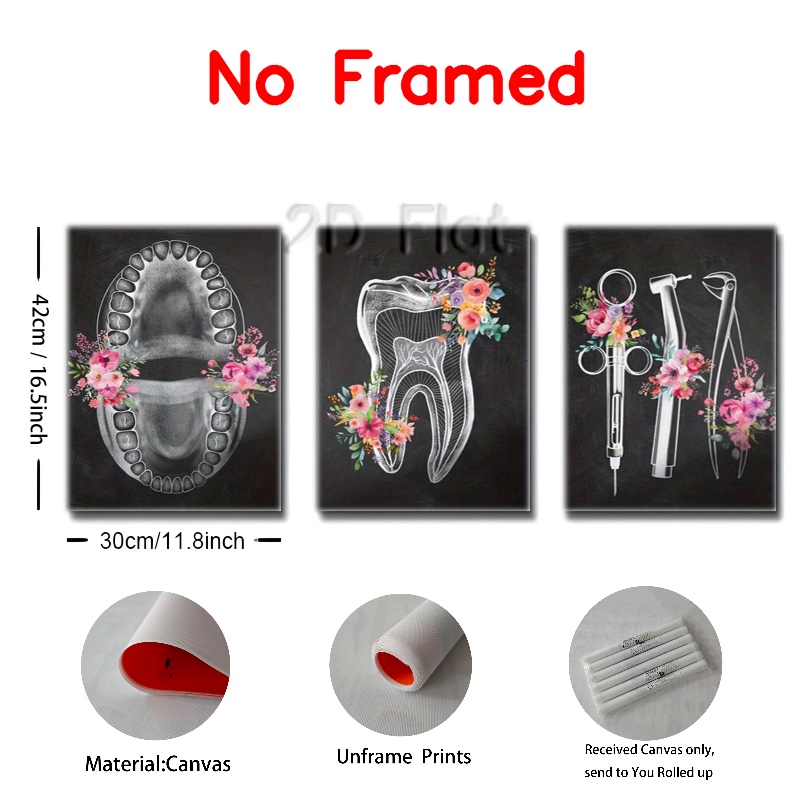 No Framed
2D Flat
42cm / 16.5inch
30cm/11.8inch
Material:Canvas
Unframe Prints
Received Canvas only,
send to You Rolled up